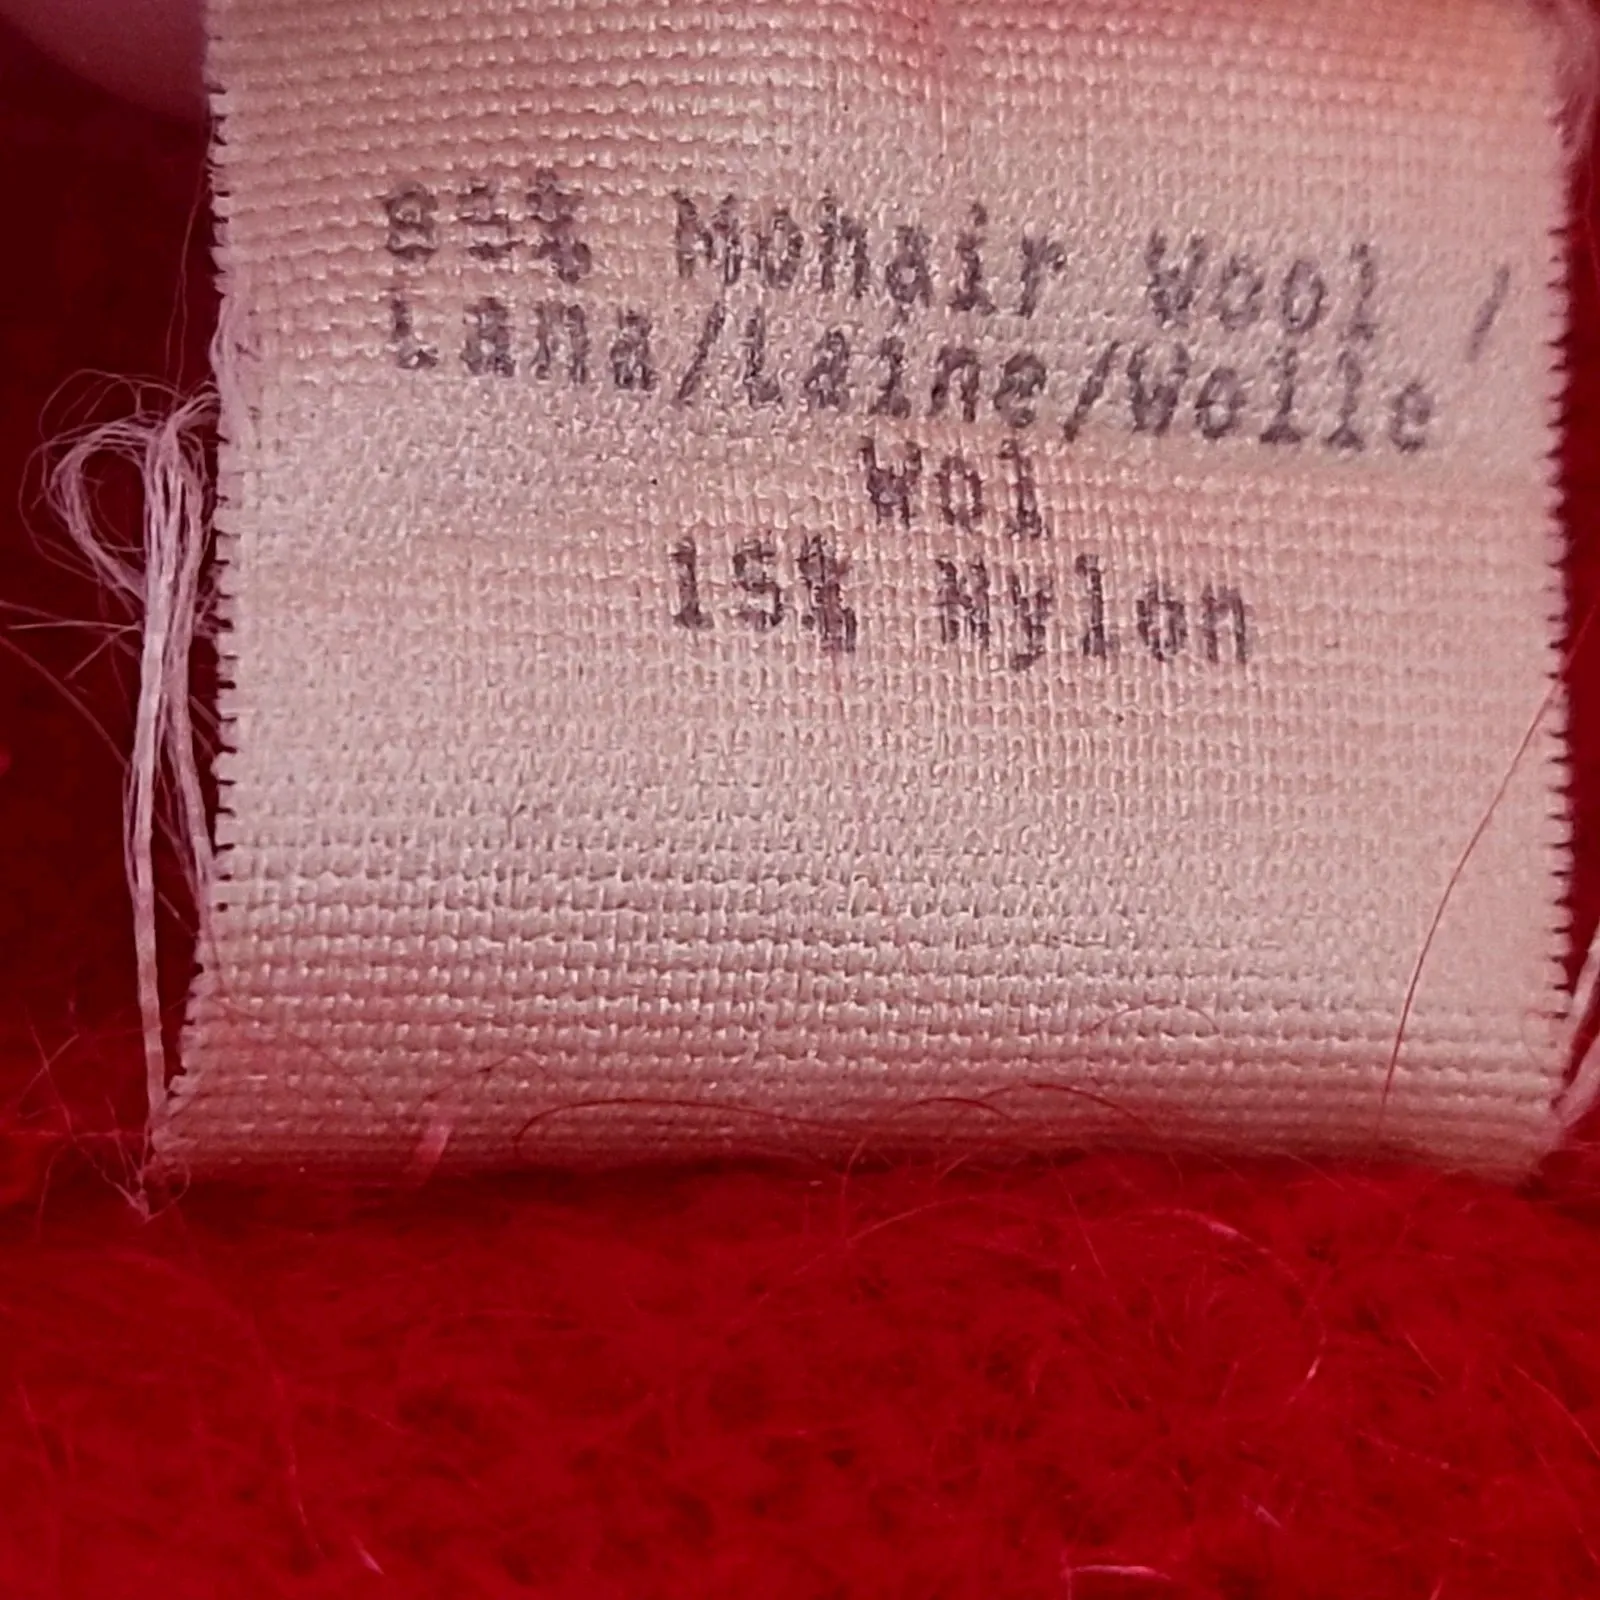 85% Mohair Wool /
Lana/Laine/Wolle
Wol
15% Nylon